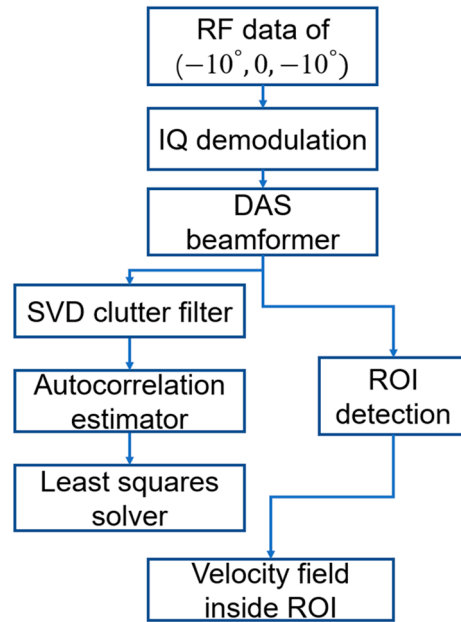 RF data of
(−10°, 0, −10°)
IQ demodulation
DAS
beamformer
SVD clutter filter
Autocorrelation
estimator
Least squares
solver
ROI
detection
Velocity field
inside ROI